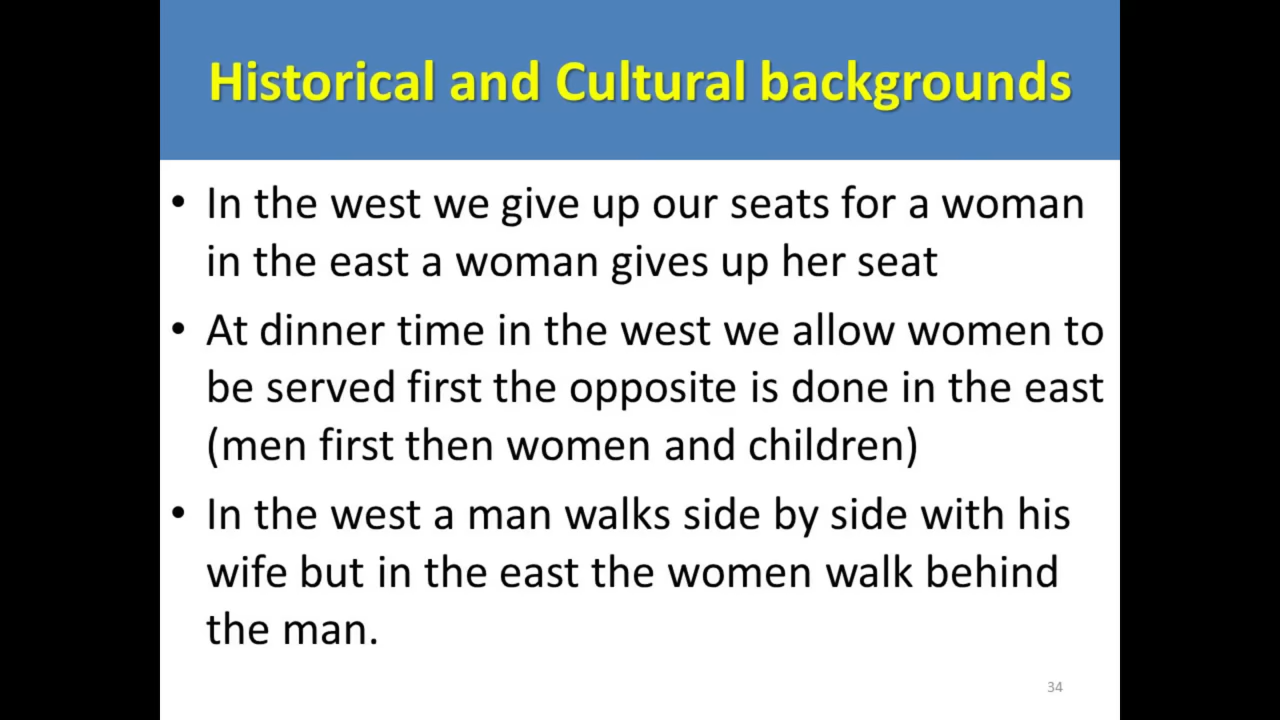 Historical and Cultural backgrounds
• In the west we give up our seats for a woman
in the east a woman gives up her seat
• At dinner time in the west we allow women to
be served first the opposite is done in the east
(men first then women and children)
• In the west a man walks side by side with his
wife but in the east the women walk behind
the man.
34